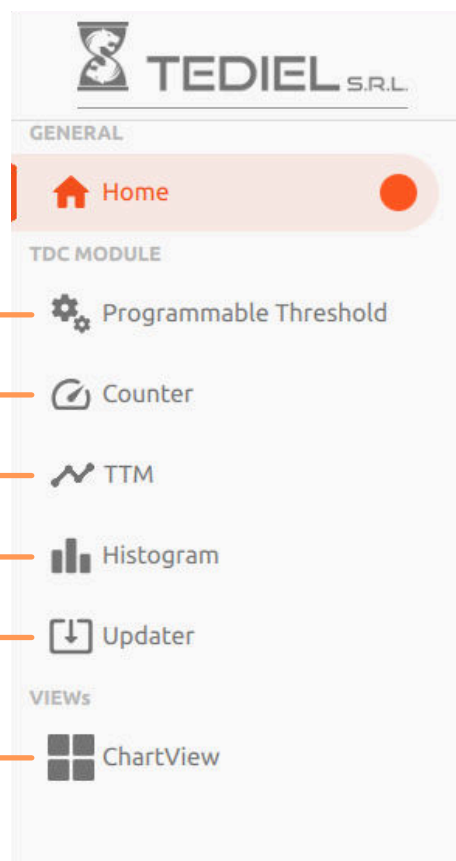 TEDIEL S.R.L.
GENERAL
Home
TDC MODULE
Programmable Threshold
Counter
TTM
Histogram
Updater
VIEWs
ChartView